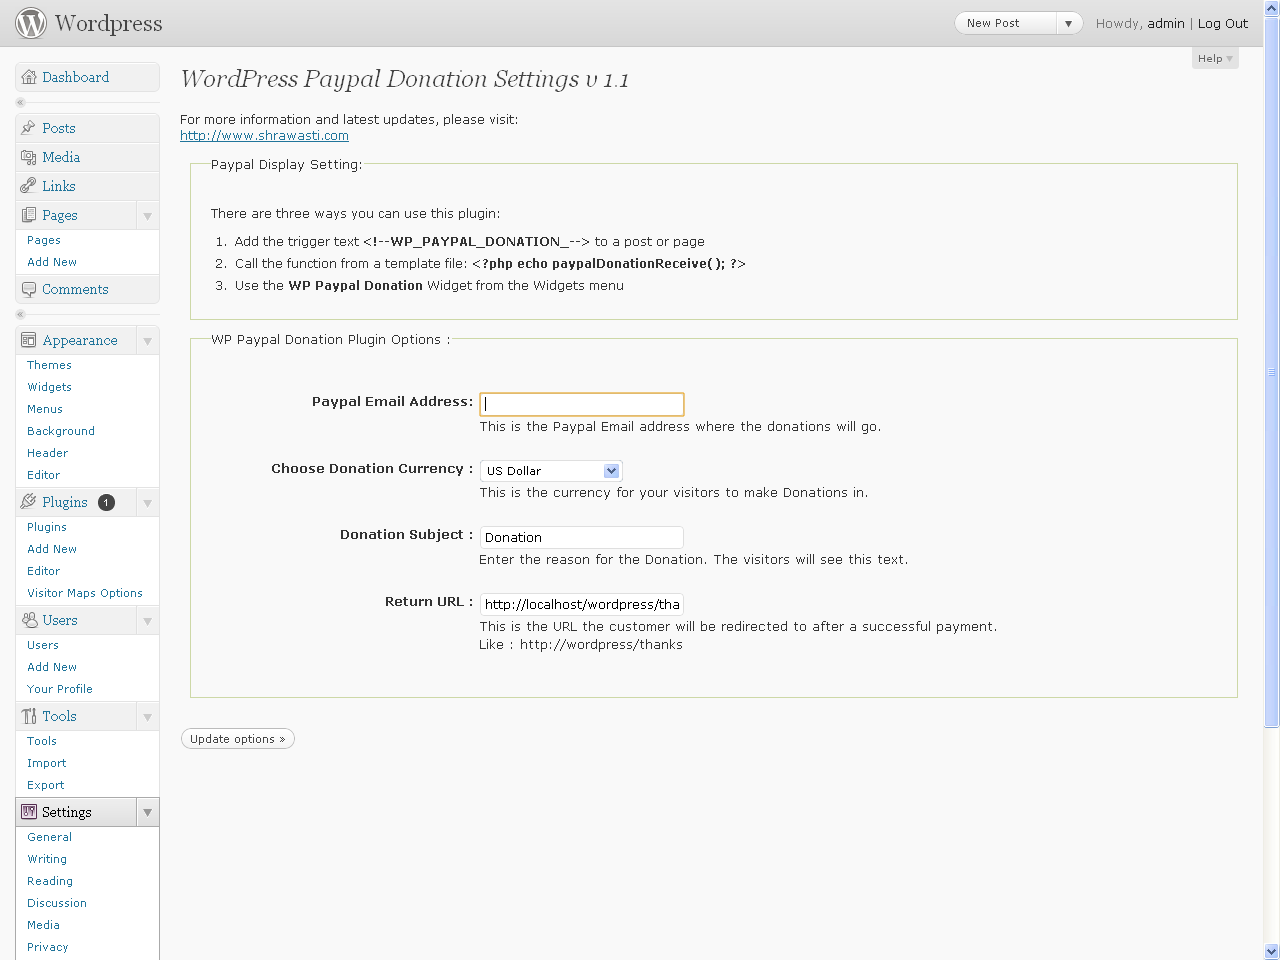 Wordpress
New Post
Howdy, admin | Log Out
Help
Dashboard
Posts
Media
Links
Pages
Pages
Add New
Comments
Appearance
Themes
Widgets
Menus
Background
Header
Editor
Plugins 1
Plugins
Add New
Editor
Visitor Maps Options
Users
Users
Add New
Your Profile
Tools
Tools
Import
Export
Settings
General
Writing
Reading
Discussion
Media
Privacy
WordPress Paypal Donation Settings v 1.1
For more information and latest updates, please visit:
http://www.shrawasti.com
Paypal Display Setting:
There are three ways you can use this plugin:
1. Add the trigger text <!--WP_PAYPAL_DONATION_--> to a post or page
2. Call the function from a template file: <?php echo paypalDonationReceive(); ?>
3. Use the WP Paypal Donation Widget from the Widgets menu
WP Paypal Donation Plugin Options :
Paypal Email Address:
This is the Paypal Email address where the donations will go.
Choose Donation Currency : US Dollar
This is the currency for your visitors to make Donations in.
Donation Subject : Donation
Enter the reason for the Donation. The visitors will see this text.
Return URL : http://localhost/wordpress/tha
This is the URL the customer will be redirected to after a successful payment.
Like : http://wordpress/thanks
Update options »